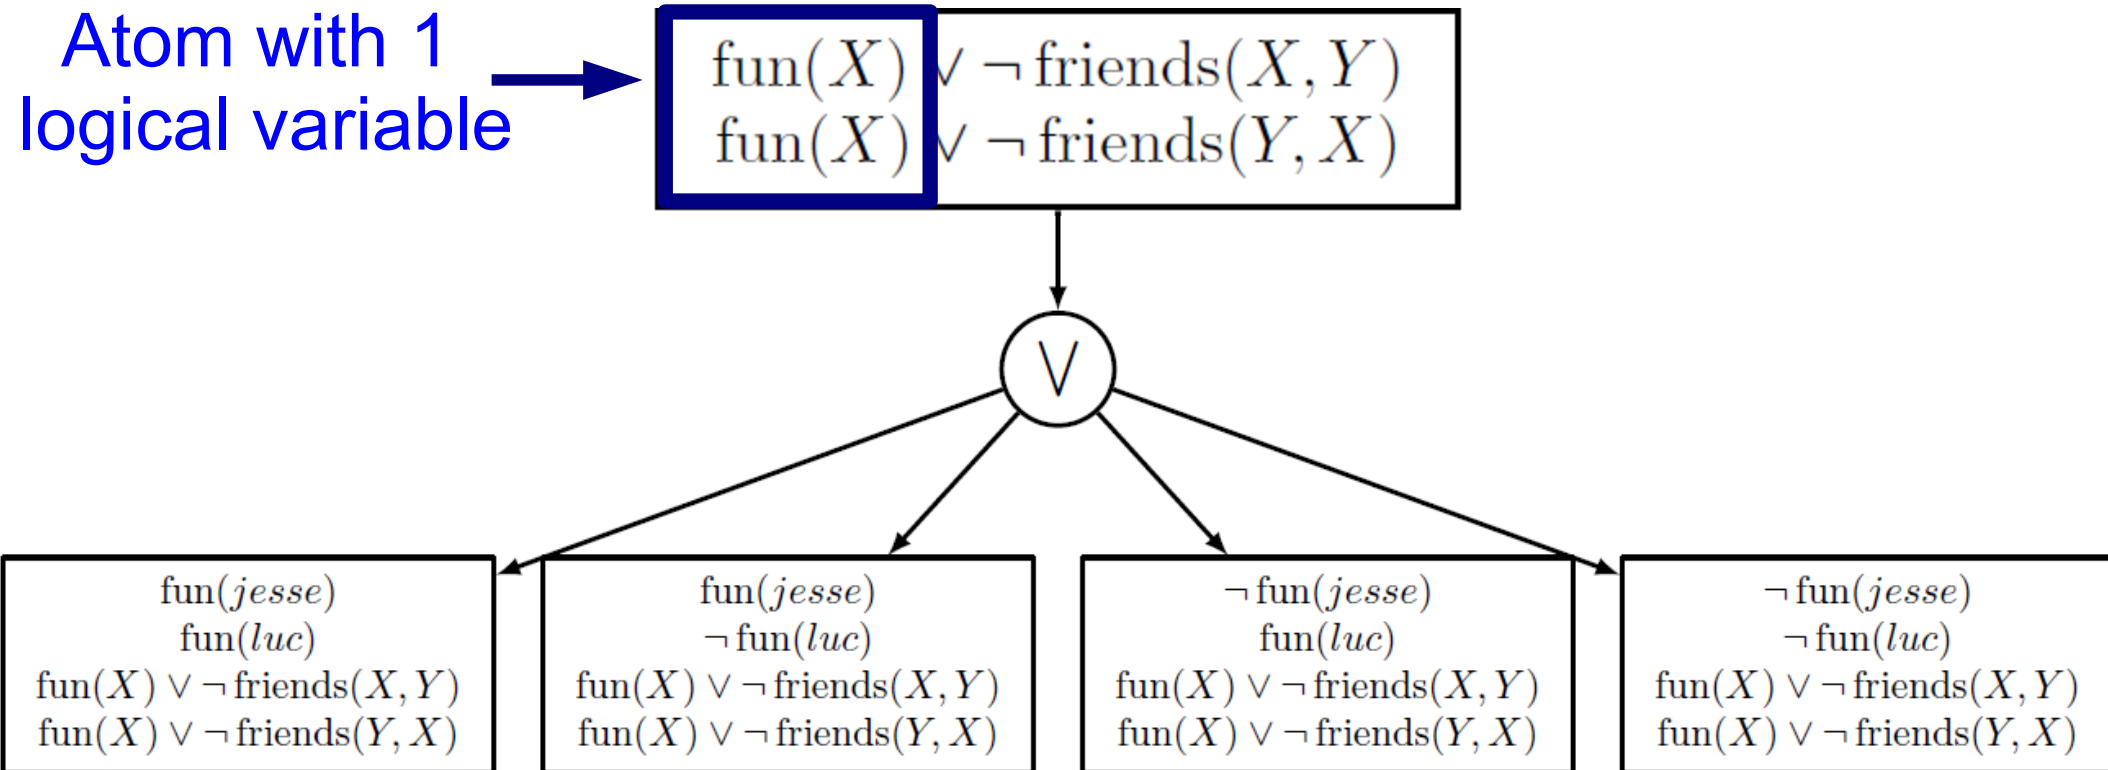 Atom with 1
logical variable
fun(X) ∨ ¬ friends(X, Y)
fun(X) ∨ ¬ friends(Y, X)
∨
fun(jesse)
fun(luc)
fun(X) ∨ ¬ friends(X, Y)
fun(X) ∨ ¬ friends(Y, X)
fun(jesse)
¬ fun(luc)
fun(X) ∨ ¬ friends(X, Y)
fun(X) ∨ ¬ friends(Y, X)
¬ fun(jesse)
fun(luc)
fun(X) ∨ ¬ friends(X, Y)
fun(X) ∨ ¬ friends(Y, X)
¬ fun(jesse)
¬ fun(luc)
fun(X) ∨ ¬ friends(X, Y)
fun(X) ∨ ¬ friends(Y, X)